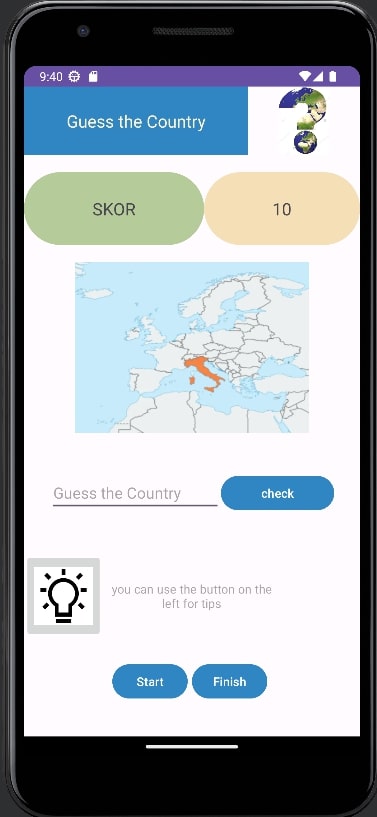 9:40
Guess the Country
SKOR
10
Guess the Country
check
you can use the button on the
left for tips
Start
Finish